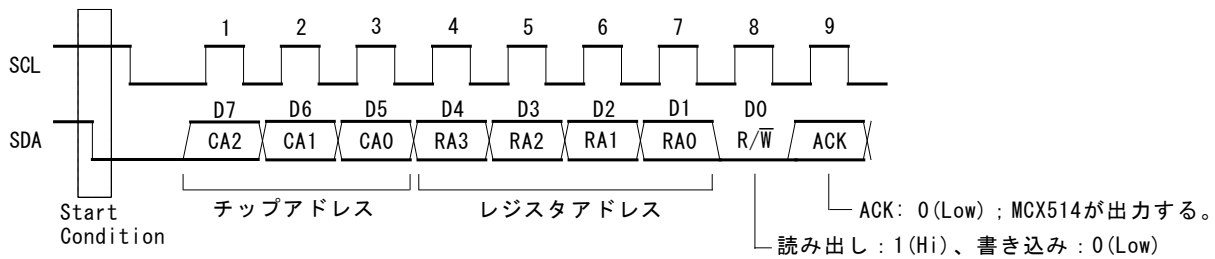 1 2 3 4 5 6 7 8 9
SCL
D7 D6 D5 D4 D3 D2 D1 D0
SDA
CA2 CA1 CA0 RA3 RA2 RA1 RA0 R/W̅ ACK
Start
Condition
チップアドレス
レジスタアドレス
ACK: 0(Low) ; MCX514が出力する。
読み出し : 1(Hi)、書き込み : 0(Low)